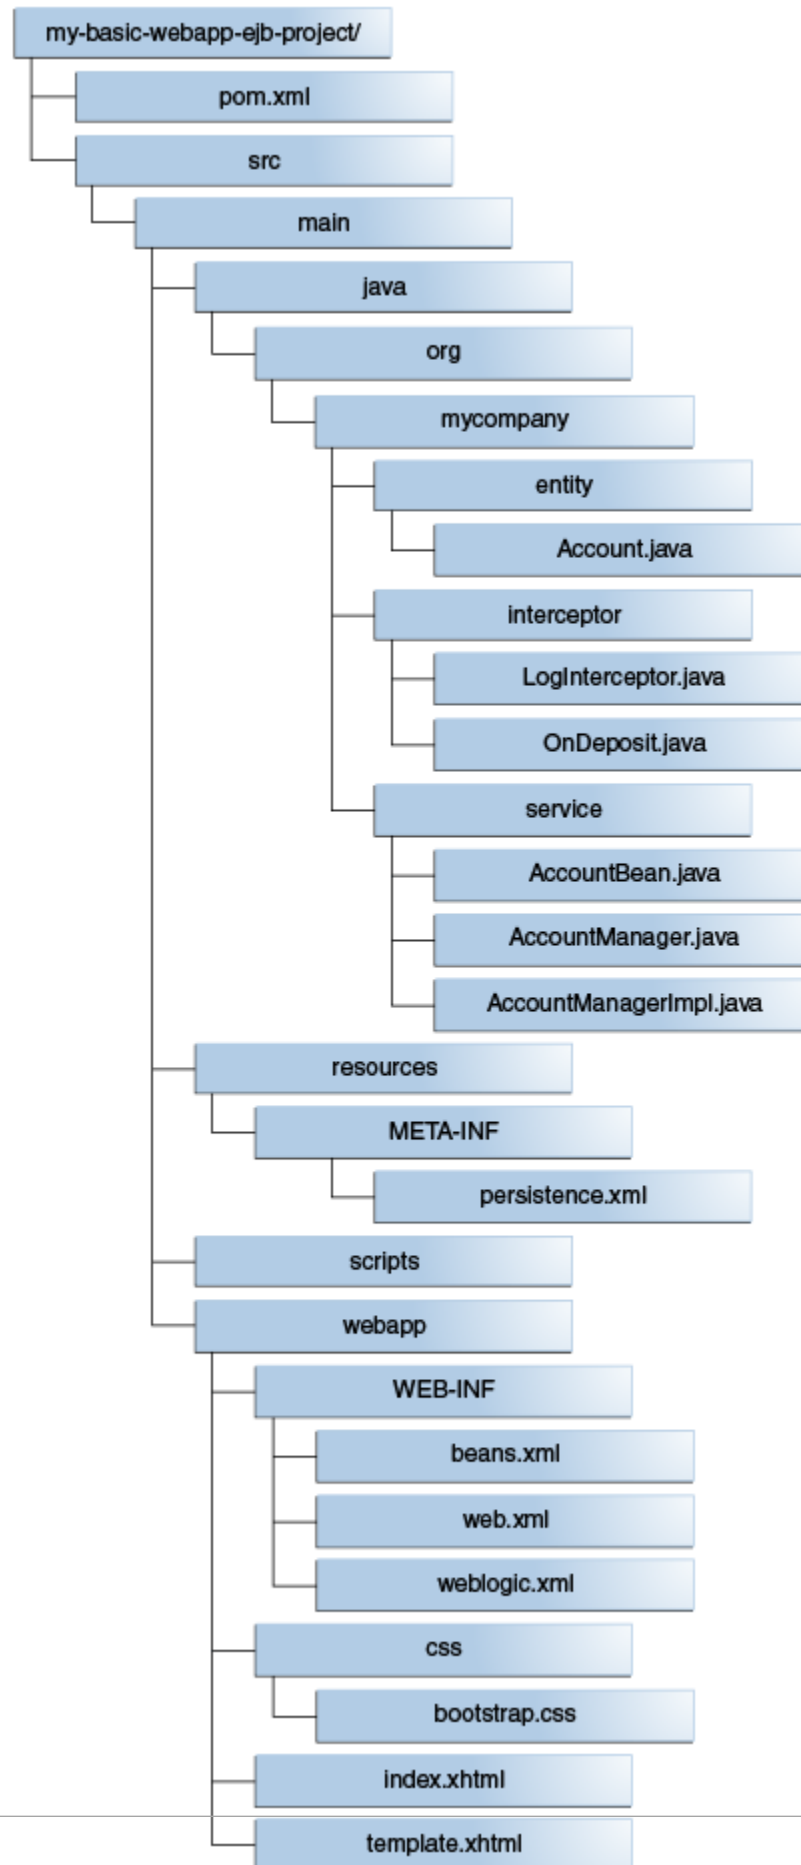 my-basic-webapp-ejb-project/
pom.xml
src
main
java
org
mycompany
entity
Account.java
interceptor
LogInterceptor.java
OnDeposit.java
service
AccountBean.java
AccountManager.java
AccountManagerImpl.java
resources
META-INF
persistence.xml
scripts
webapp
WEB-INF
beans.xml
web.xml
weblogic.xml
css
bootstrap.css
index.xhtml
template.xhtml